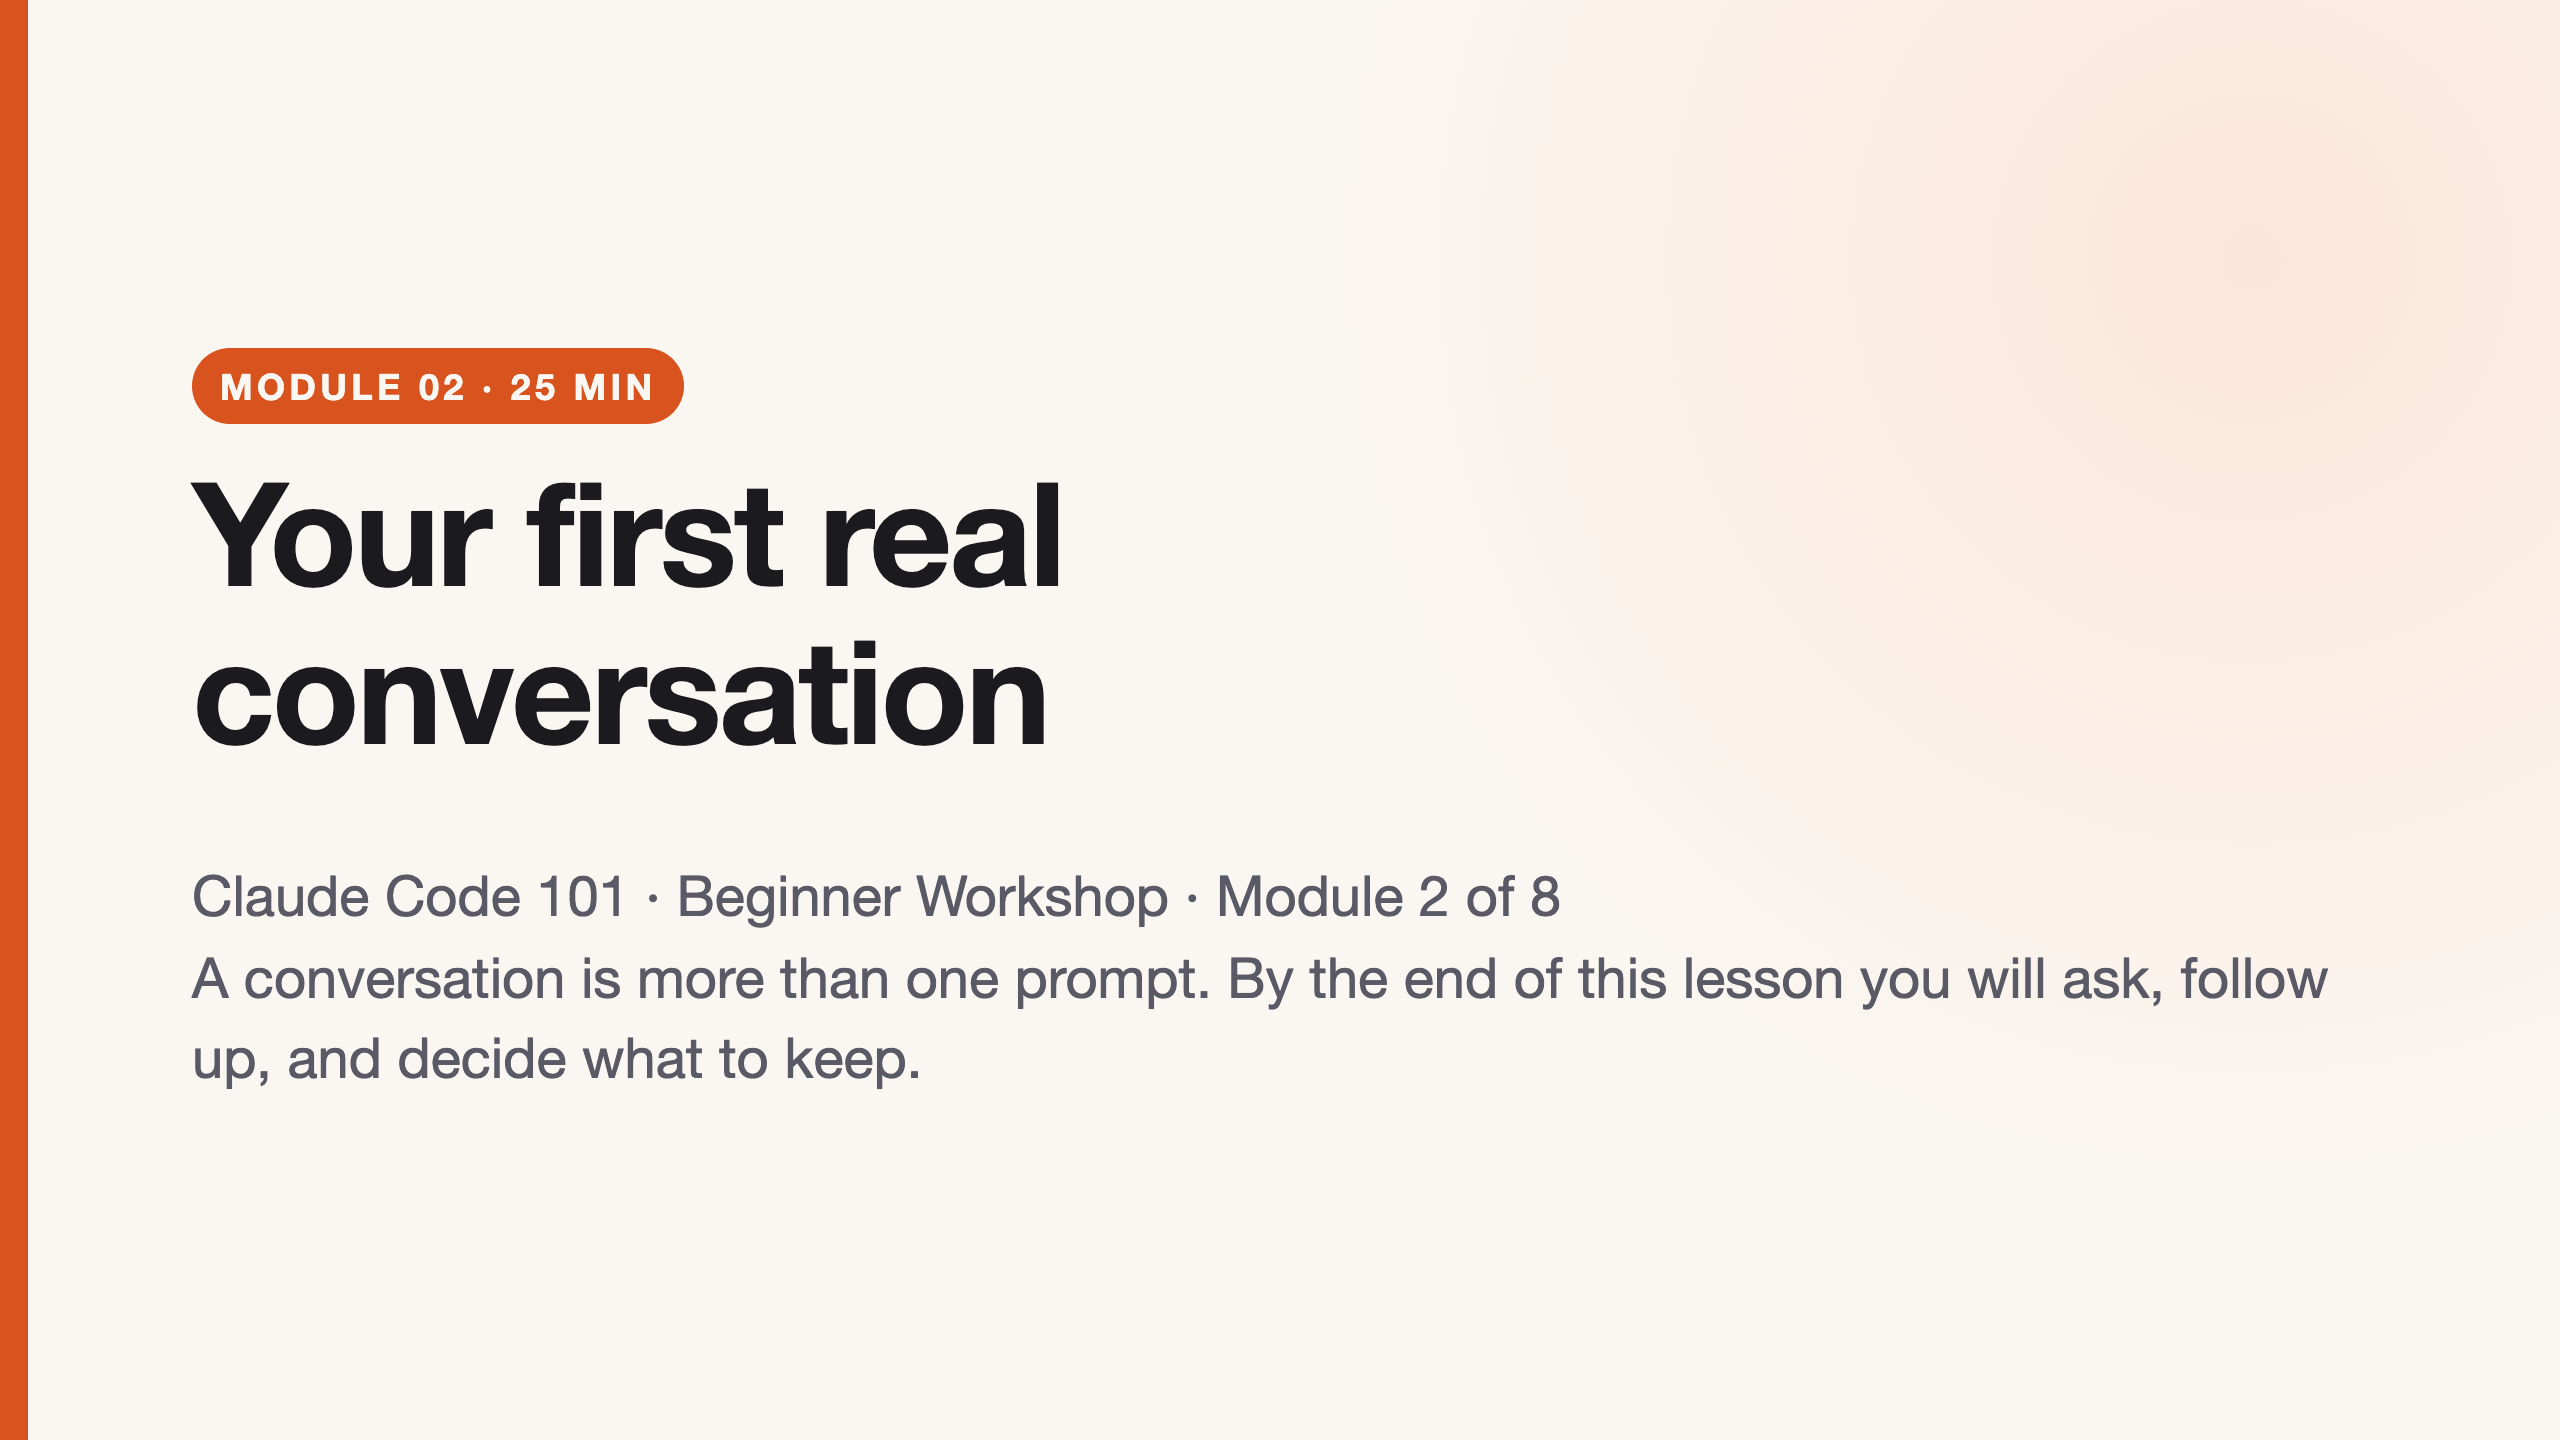 MODULE 02 · 25 MIN
Your first real
conversation
Claude Code 101 · Beginner Workshop · Module 2 of 8
A conversation is more than one prompt. By the end of this lesson you will ask, follow
up, and decide what to keep.